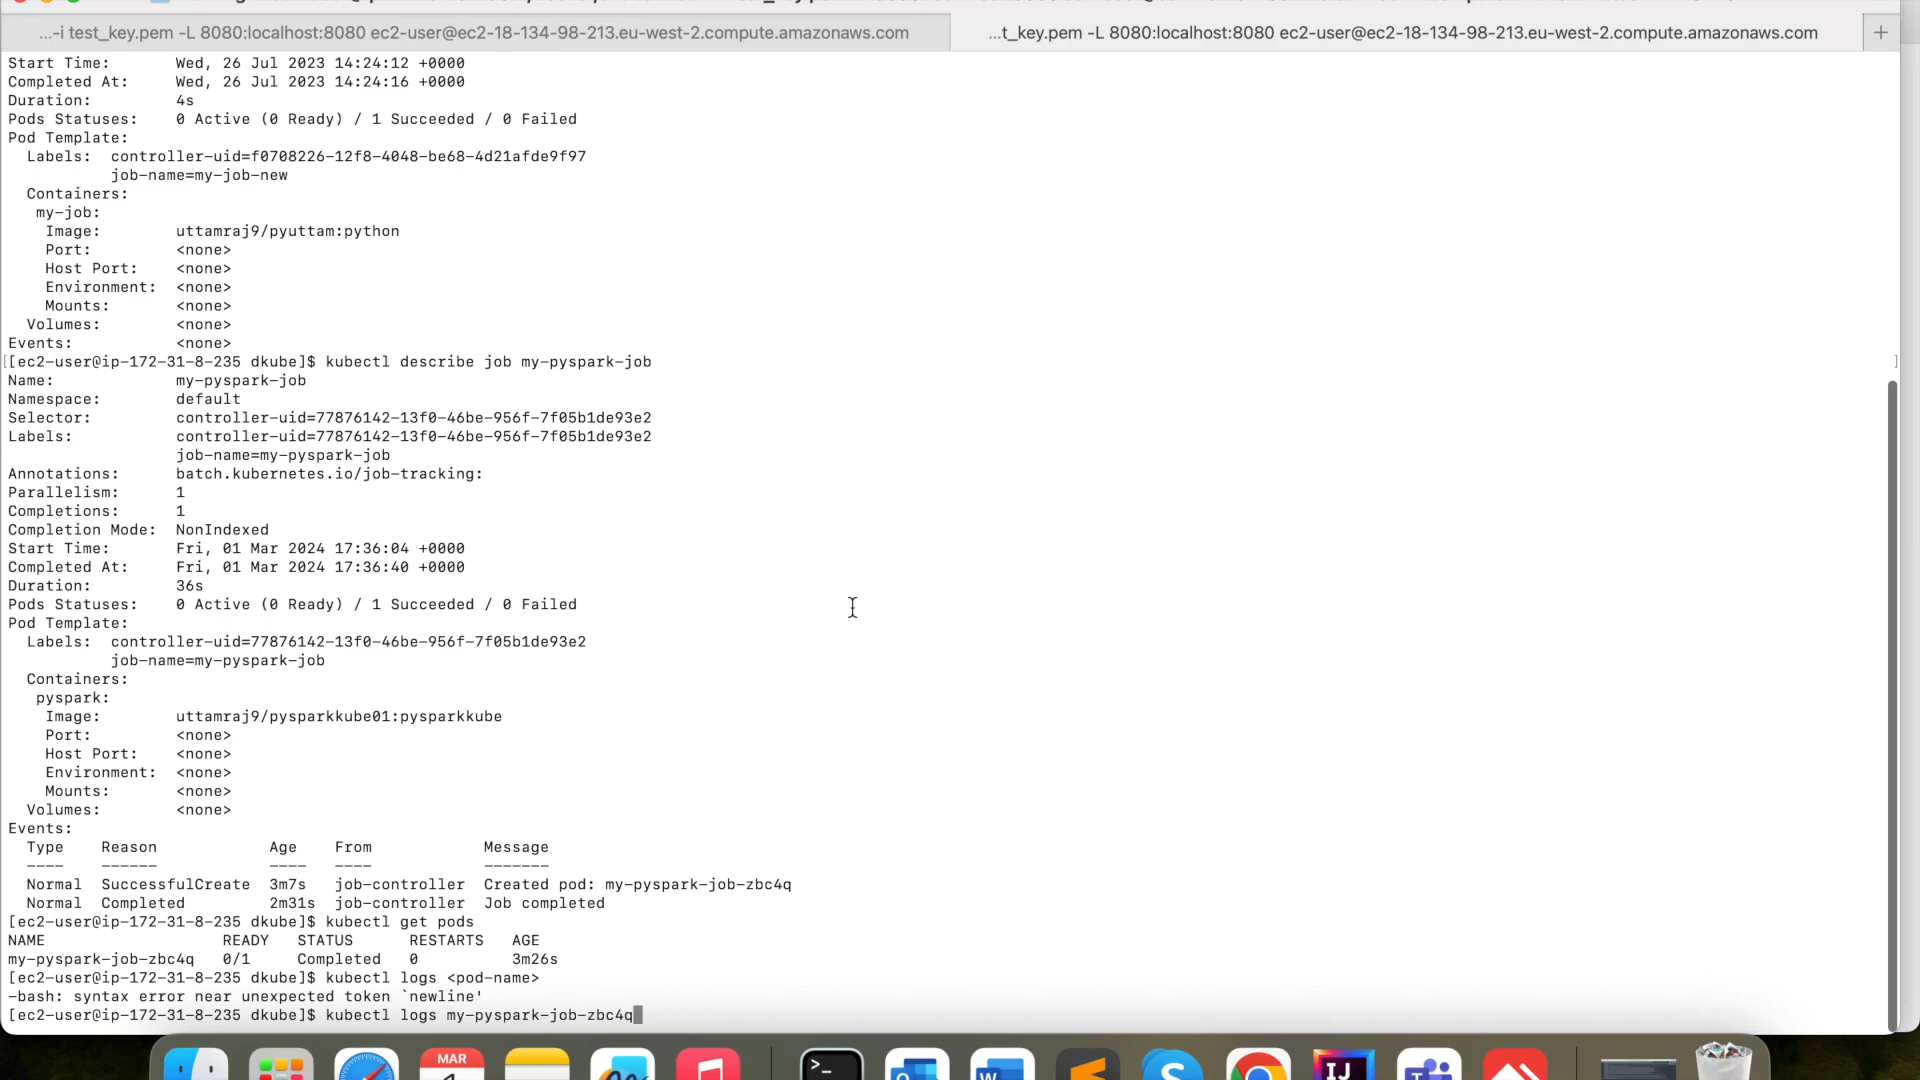 ...-i test_key.pem -L 8080:localhost:8080 ec2-user@ec2-18-134-98-213.eu-west-2.compute.amazonaws.com
...t_key.pem -L 8080:localhost:8080 ec2-user@ec2-18-134-98-213.eu-west-2.compute.amazonaws.com
+
Start Time: Wed, 26 Jul 2023 14:24:12 +0000
Completed At: Wed, 26 Jul 2023 14:24:16 +0000
Duration: 4s
Pods Statuses: 0 Active (0 Ready) / 1 Succeeded / 0 Failed
Pod Template:
Labels: controller-uid=f0708226-12f8-4048-be68-4d21afde9f97
job-name=my-job-new
Containers:
my-job:
Image: uttamraj9/pyuttam:python
Port: <none>
Host Port: <none>
Environment: <none>
Mounts: <none>
Volumes: <none>
Events: <none>
[[ec2-user@ip-172-31-8-235 dkube]$ kubectl describe job my-pyspark-job ]
Name: my-pyspark-job
Namespace: default
Selector: controller-uid=77876142-13f0-46be-956f-7f05b1de93e2
Labels: controller-uid=77876142-13f0-46be-956f-7f05b1de93e2
job-name=my-pyspark-job
Annotations: batch.kubernetes.io/job-tracking:
Parallelism: 1
Completions: 1
Completion Mode: NonIndexed
Start Time: Fri, 01 Mar 2024 17:36:04 +0000
Completed At: Fri, 01 Mar 2024 17:36:40 +0000
Duration: 36s
Pods Statuses: 0 Active (0 Ready) / 1 Succeeded / 0 Failed
Pod Template:
Labels: controller-uid=77876142-13f0-46be-956f-7f05b1de93e2
job-name=my-pyspark-job
Containers:
pyspark:
Image: uttamraj9/pysparkkube01:pysparkkube
Port: <none>
Host Port: <none>
Environment: <none>
Mounts: <none>
Volumes: <none>
Events:
Type Reason Age From Message
---- ------ ---- ---- -------
Normal SuccessfulCreate 3m7s job-controller Created pod: my-pyspark-job-zbc4q
Normal Completed 2m31s job-controller Job completed
[ec2-user@ip-172-31-8-235 dkube]$ kubectl get pods
NAME READY STATUS RESTARTS AGE
my-pyspark-job-zbc4q 0/1 Completed 0 3m26s
[ec2-user@ip-172-31-8-235 dkube]$ kubectl logs <pod-name>
-bash: syntax error near unexpected token `newline'
[ec2-user@ip-172-31-8-235 dkube]$ kubectl logs my-pyspark-job-zbc4q
MAR
>_
W
S
IJ